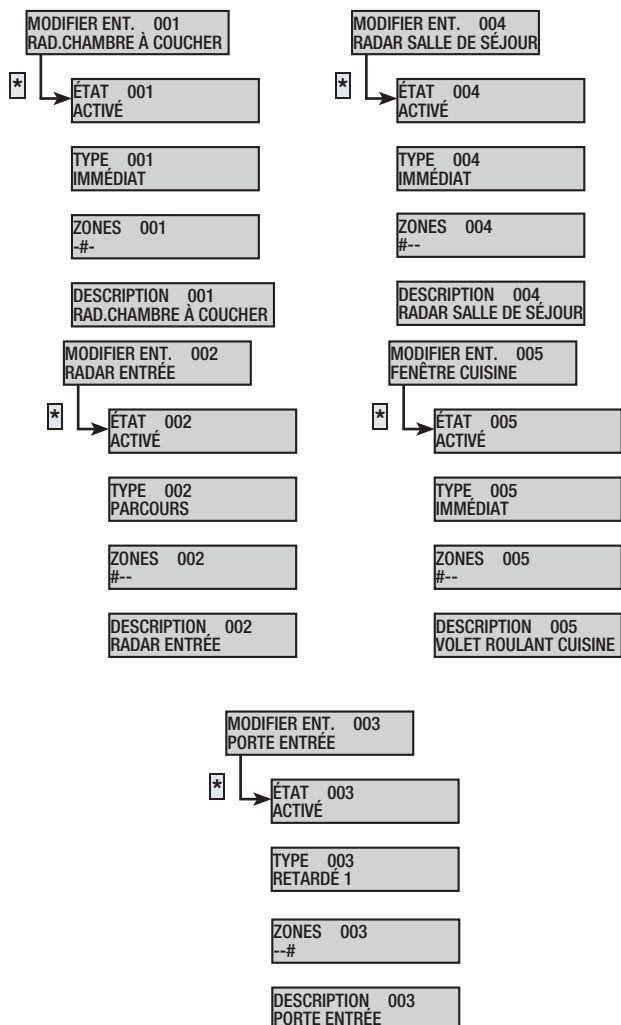 MODIFIER ENT. 001
RAD.CHAMBRE À COUCHER
*
ÉTAT 001
ACTIVÉ
TYPE 001
IMMÉDIAT
ZONES 001
-#-
DESCRIPTION 001
RAD.CHAMBRE À COUCHER
MODIFIER ENT. 002
RADAR ENTRÉE
*
ÉTAT 002
ACTIVÉ
TYPE 002
PARCOURS
ZONES 002
#--
DESCRIPTION 002
RADAR ENTRÉE
MODIFIER ENT. 004
RADAR SALLE DE SÉJOUR
*
ÉTAT 004
ACTIVÉ
TYPE 004
IMMÉDIAT
ZONES 004
#--
DESCRIPTION 004
RADAR SALLE DE SÉJOUR
MODIFIER ENT. 005
FENÊTRE CUISINE
*
ÉTAT 005
ACTIVÉ
TYPE 005
IMMÉDIAT
ZONES 005
#--
DESCRIPTION 005
VOLET ROULANT CUISINE
MODIFIER ENT. 003
PORTE ENTRÉE
*
ÉTAT 003
ACTIVÉ
TYPE 003
RETARDÉ 1
ZONES 003
--#
DESCRIPTION 003
PORTE ENTRÉE